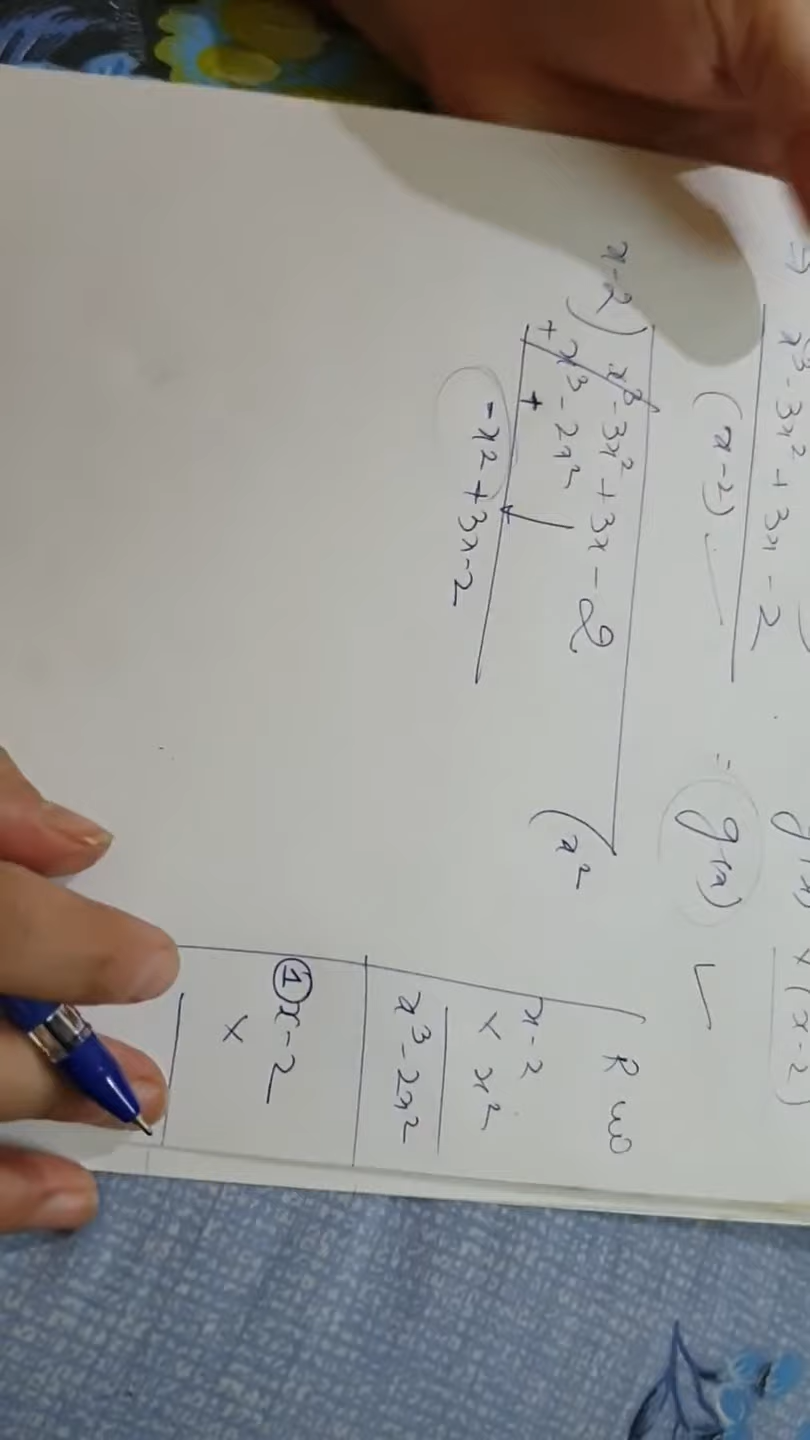 ⇒ x³ - 3x² + 3x - 2 g(x) × (x-2)
(x-2) = g(x) ✓
x-2) x³ - 3x² + 3x - 2 (x²
+x³ - 2x²
+
-x² + 3x - 2
R w
x-2
× x²
x³ - 2x²
① x-2
×